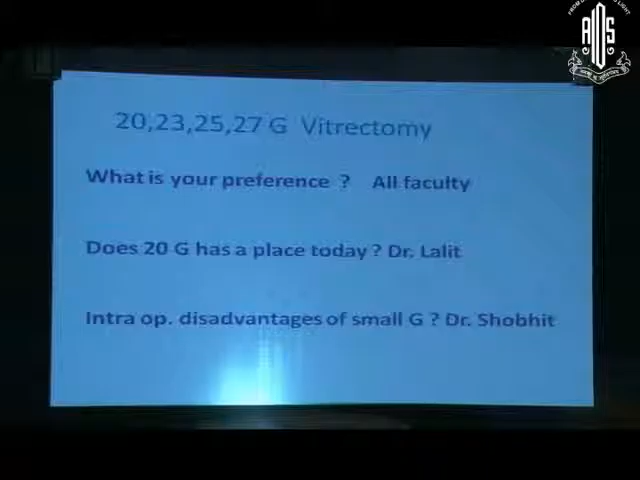 AIOS
20,23,25,27 G Vitrectomy
What is your preference ? All faculty
Does 20 G has a place today ? Dr. Lalit
Intra op. disadvantages of small G ? Dr. Shobhit